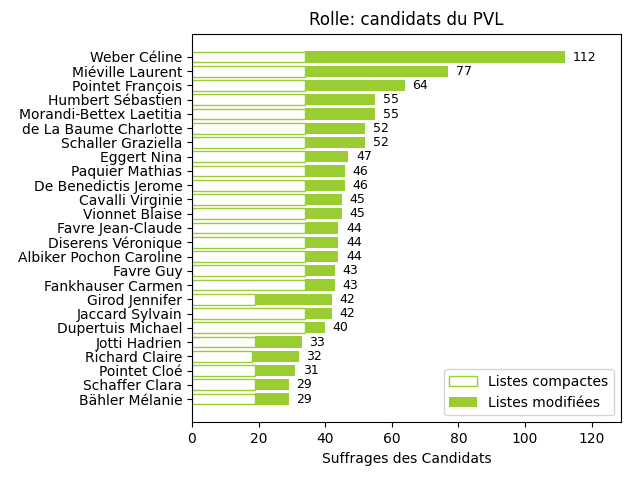 Rolle: candidats du PVL
Weber Céline 112
Miéville Laurent 77
Pointet François 64
Humbert Sébastien 55
Morandi-Bettex Laetitia 55
de La Baume Charlotte 52
Schaller Graziella 52
Eggert Nina 47
Paquier Mathias 46
De Benedictis Jerome 46
Cavalli Virginie 45
Vionnet Blaise 45
Favre Jean-Claude 44
Diserens Véronique 44
Albiker Pochon Caroline 44
Favre Guy 43
Fankhauser Carmen 43
Girod Jennifer 42
Jaccard Sylvain 42
Dupertuis Michael 40
Jotti Hadrien 33
Richard Claire 32
Pointet Cloé 31
Schaffer Clara 29
Bähler Mélanie 29
Listes compactes
Listes modifiées
0 20 40 60 80 100 120
Suffrages des Candidats